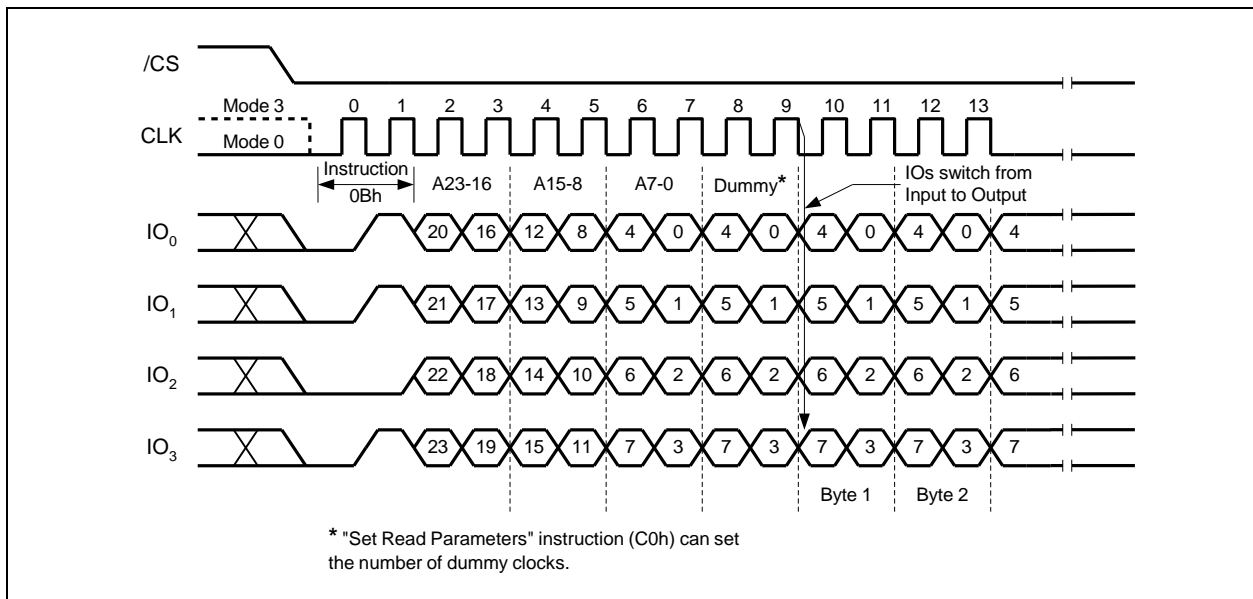 /CS
Mode 3 0 1 2 3 4 5 6 7 8 9 10 11 12 13
CLK Mode 0
Instruction
0Bh
A23-16 A15-8 A7-0 Dummy*
IOs switch from
Input to Output
IO0 20 16 12 8 4 0 4 0 4 0 4 0 4
IO1 21 17 13 9 5 1 5 1 5 1 5 1 5
IO2 22 18 14 10 6 2 6 2 6 2 6 2 6
IO3 23 19 15 11 7 3 7 3 7 3 7 3 7
Byte 1 Byte 2
* "Set Read Parameters" instruction (C0h) can set
the number of dummy clocks.